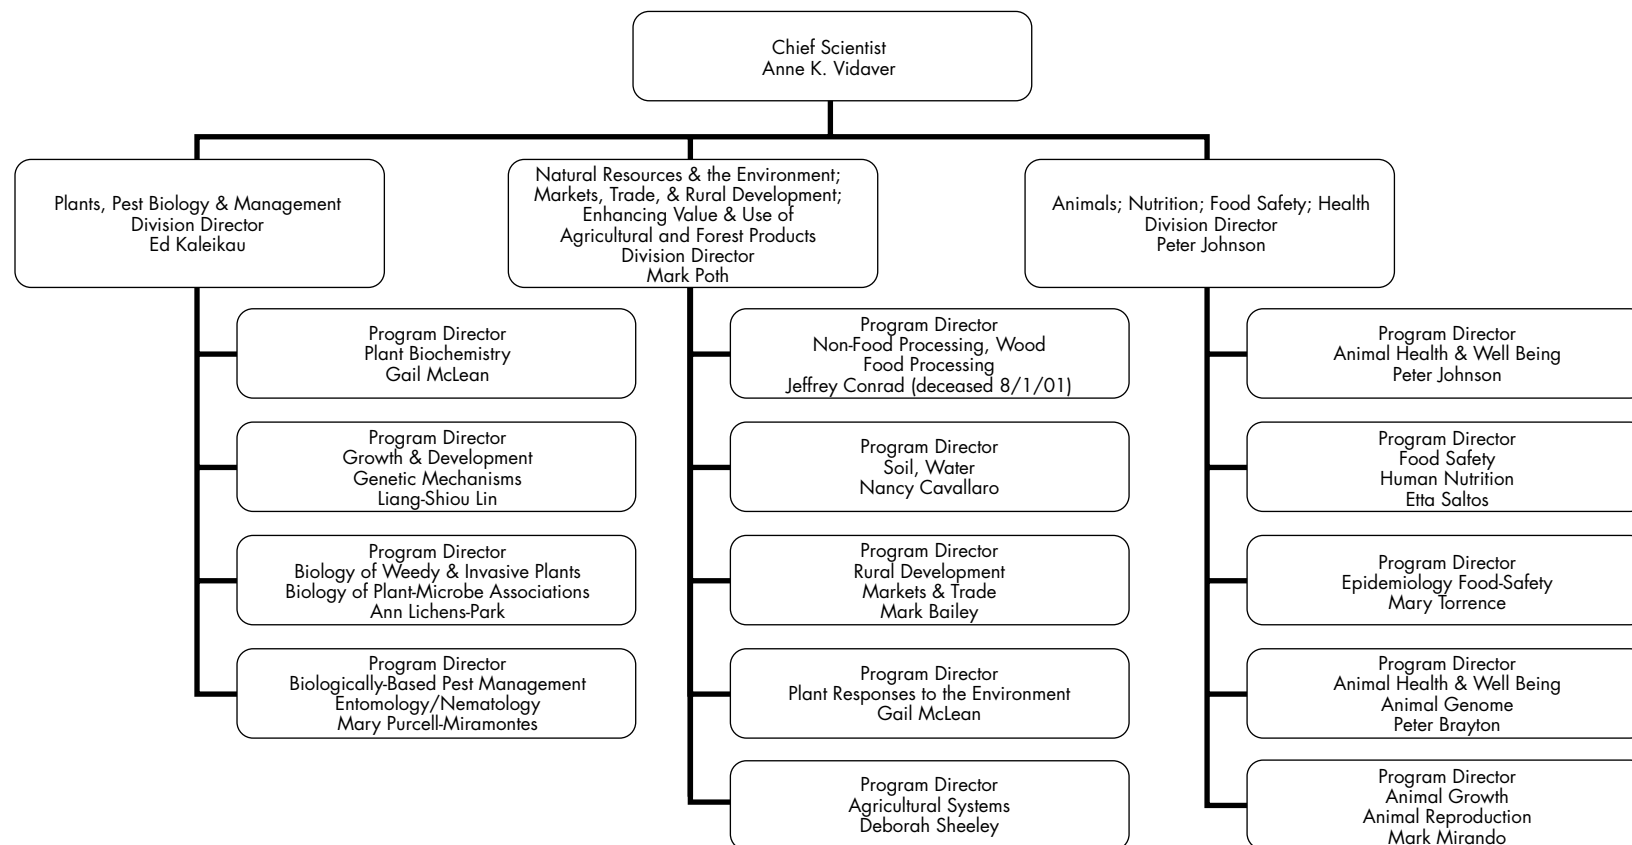 Chief Scientist
Anne K. Vidaver
Plants, Pest Biology & Management
Division Director
Ed Kaleikau
Program Director
Plant Biochemistry
Gail McLean
Program Director
Growth & Development
Genetic Mechanisms
Liang-Shiou Lin
Program Director
Biology of Weedy & Invasive Plants
Biology of Plant-Microbe Associations
Ann Lichens-Park
Program Director
Biologically-Based Pest Management
Entomology/Nematology
Mary Purcell-Miramontes
Natural Resources & the Environment;
Markets, Trade, & Rural Development;
Enhancing Value & Use of
Agricultural and Forest Products
Division Director
Mark Poth
Program Director
Non-Food Processing, Wood
Food Processing
Jeffrey Conrad (deceased 8/1/01)
Program Director
Soil, Water
Nancy Cavallaro
Program Director
Rural Development
Markets & Trade
Mark Bailey
Program Director
Plant Responses to the Environment
Gail McLean
Program Director
Agricultural Systems
Deborah Sheeley
Animals; Nutrition; Food Safety; Health
Division Director
Peter Johnson
Program Director
Animal Health & Well Being
Peter Johnson
Program Director
Food Safety
Human Nutrition
Etta Saltos
Program Director
Epidemiology Food-Safety
Mary Torrence
Program Director
Animal Health & Well Being
Animal Genome
Peter Brayton
Program Director
Animal Growth
Animal Reproduction
Mark Mirando